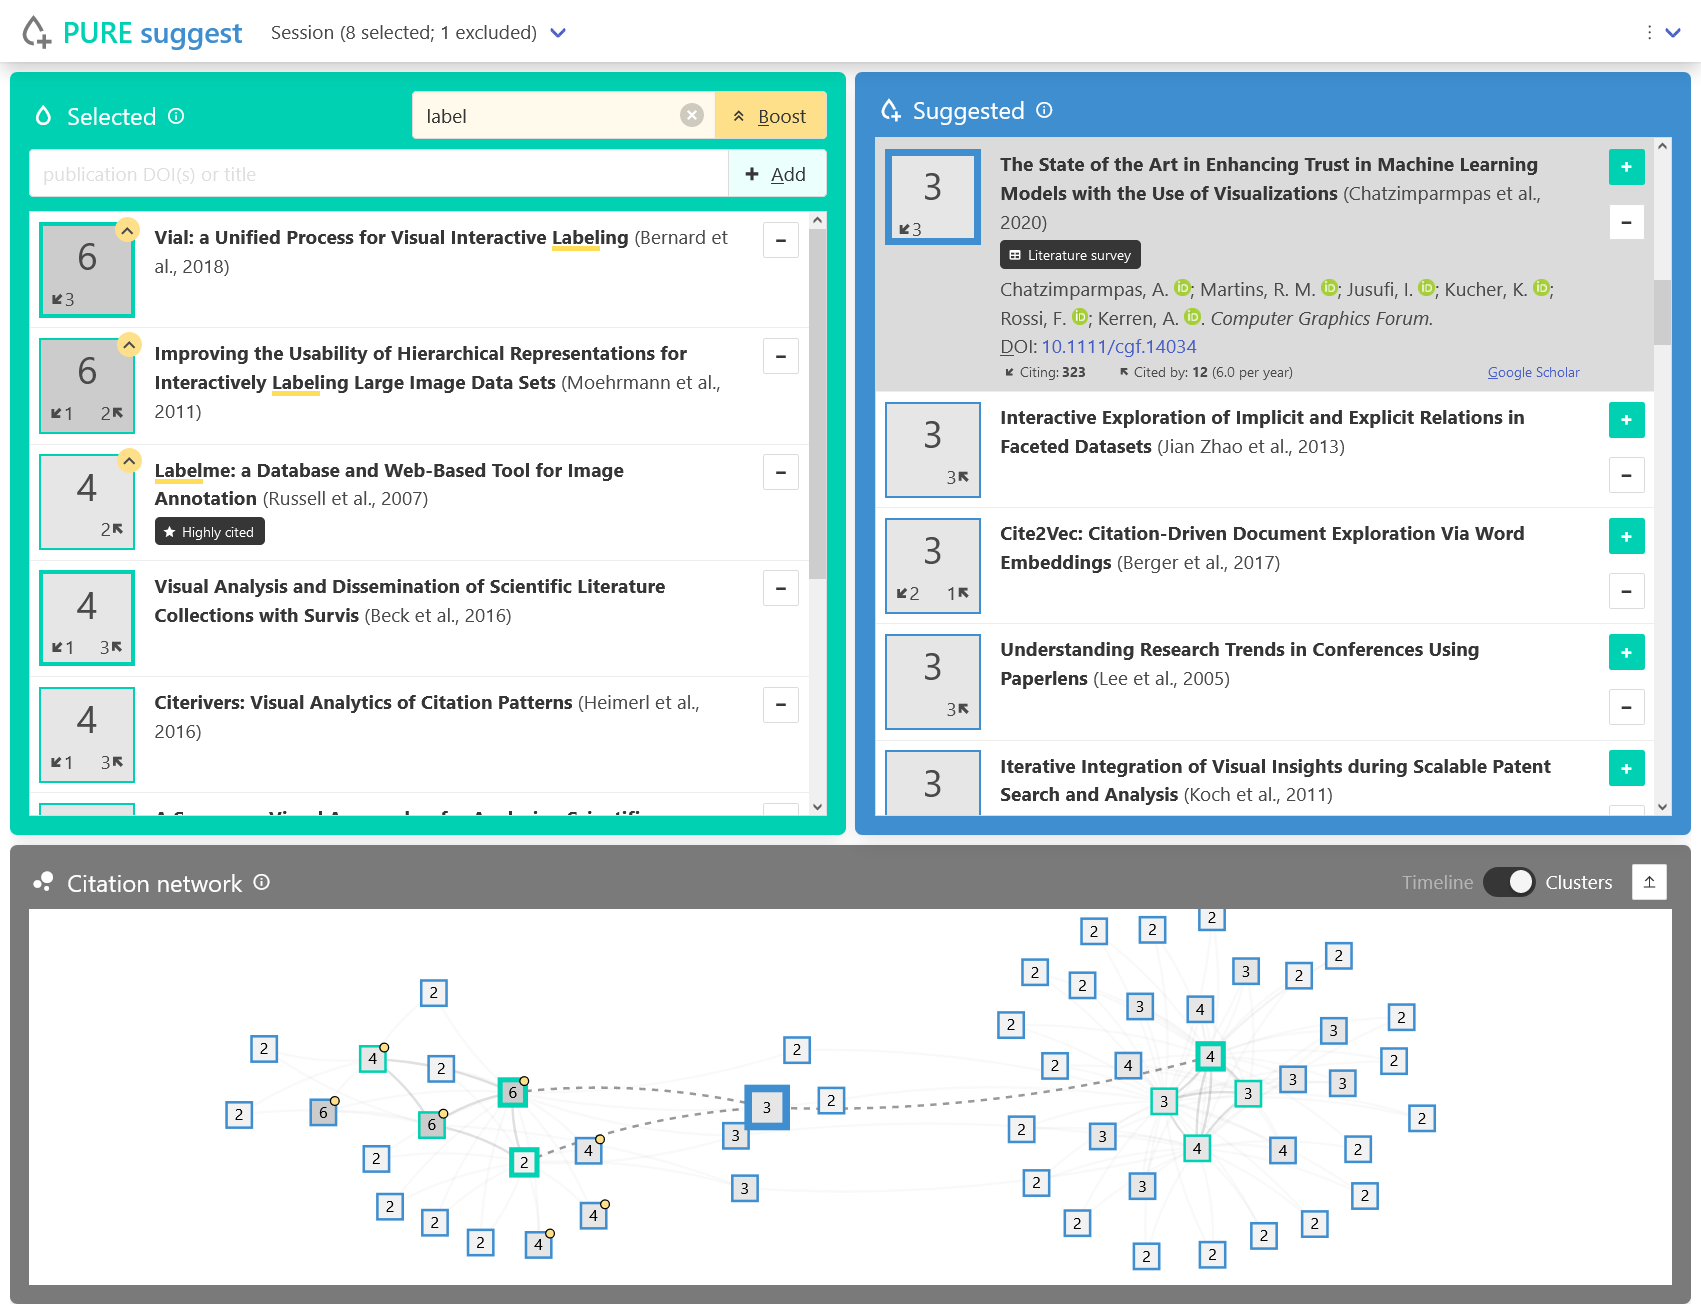 PURE suggest
Session (8 selected; 1 excluded)
Selected
label
Boost
publication DOI(s) or title
Add
6
3
Vial: a Unified Process for Visual Interactive Labeling (Bernard et
al., 2018)
6
1 2
Improving the Usability of Hierarchical Representations for
Interactively Labeling Large Image Data Sets (Moehrmann et al.,
2011)
4
2
Labelme: a Database and Web-Based Tool for Image
Annotation (Russell et al., 2007)
Highly cited
4
1 3
Visual Analysis and Dissemination of Scientific Literature
Collections with Survis (Beck et al., 2016)
4
1 3
Citerivers: Visual Analytics of Citation Patterns (Heimerl et al.,
2016)
Suggested
3
3
The State of the Art in Enhancing Trust in Machine Learning
Models with the Use of Visualizations (Chatzimparmpas et al.,
2020)
Literature survey
Chatzimparmpas, A. iD; Martins, R. M. iD; Jusufi, I. iD; Kucher, K. iD;
Rossi, F. iD; Kerren, A. iD. Computer Graphics Forum.
DOI: 10.1111/cgf.14034
Citing: 323 Cited by: 12 (6.0 per year) Google Scholar
3
3
Interactive Exploration of Implicit and Explicit Relations in
Faceted Datasets (Jian Zhao et al., 2013)
3
2 1
Cite2Vec: Citation-Driven Document Exploration Via Word
Embeddings (Berger et al., 2017)
3
3
Understanding Research Trends in Conferences Using
Paperlens (Lee et al., 2005)
3
Iterative Integration of Visual Insights during Scalable Patent
Search and Analysis (Koch et al., 2011)
Citation network
Timeline Clusters
2
2
2
2
2
2
3
2
2
2
3
4
2
2
3
2
2
4
2
4
4
2
2
3
3
6
2
3
2
3
3
2
6
2
6
3
3
2
4
4
2
2
2
2
3
2
3
2
2
4
2
2
2
2
2
4
2
2